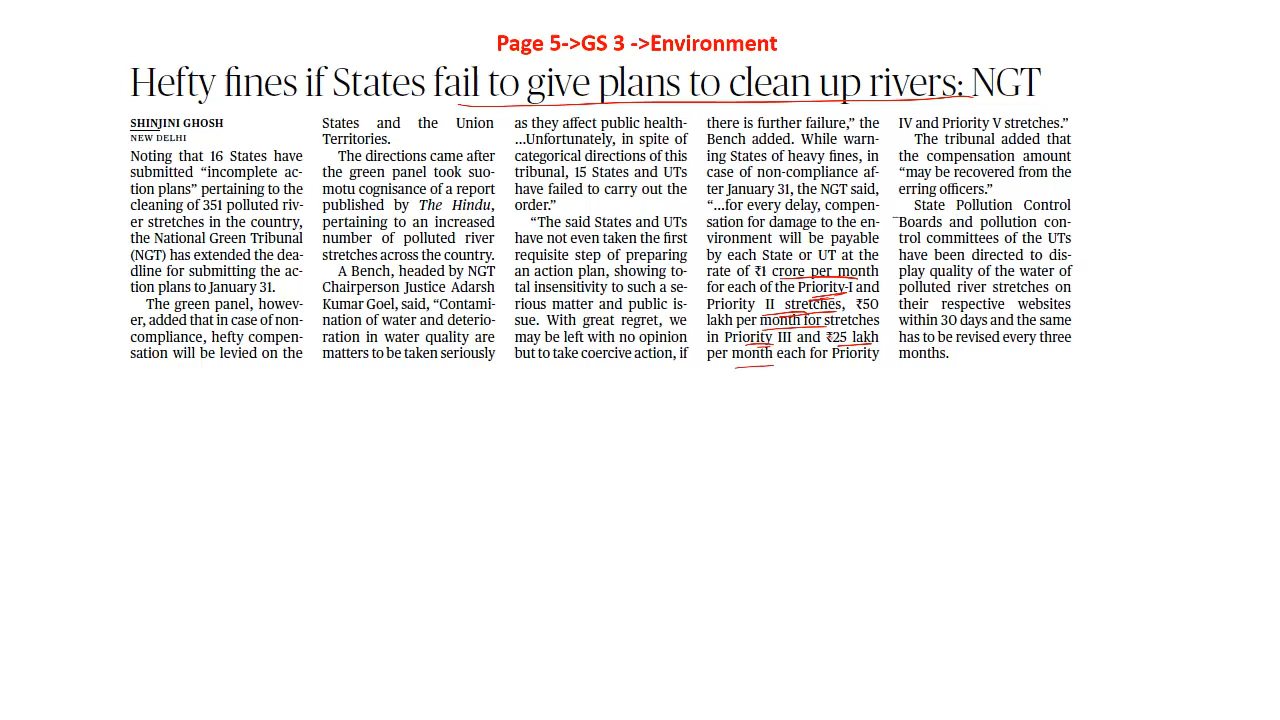 Page 5->GS 3 ->Environment
Hefty fines if States fail to give plans to clean up rivers: NGT
SHINJINI GHOSH
NEW DELHI
Noting that 16 States have
submitted “incomplete ac-
tion plans” pertaining to the
cleaning of 351 polluted riv-
er stretches in the country,
the National Green Tribunal
(NGT) has extended the dea-
dline for submitting the ac-
tion plans to January 31.
The green panel, howev-
er, added that in case of non-
compliance, hefty compen-
sation will be levied on the
States and the Union
Territories.
The directions came after
the green panel took suo-
motu cognisance of a report
published by The Hindu,
pertaining to an increased
number of polluted river
stretches across the country.
A Bench, headed by NGT
Chairperson Justice Adarsh
Kumar Goel, said, “Contami-
nation of water and deterio-
ration in water quality are
matters to be taken seriously
as they affect public health-
...Unfortunately, in spite of
categorical directions of this
tribunal, 15 States and UTs
have failed to carry out the
order.”
“The said States and UTs
have not even taken the first
requisite step of preparing
an action plan, showing to-
tal insensitivity to such a se-
rious matter and public is-
sue. With great regret, we
may be left with no opinion
but to take coercive action, if
there is further failure,” the
Bench added. While warn-
ing States of heavy fines, in
case of non-compliance af-
ter January 31, the NGT said,
“...for every delay, compen-
sation for damage to the en-
vironment will be payable
by each State or UT at the
rate of ₹1 crore per month
for each of the Priority-I and
Priority II stretches, ₹50
lakh per month for stretches
in Priority III and ₹25 lakh
per month each for Priority
IV and Priority V stretches.”
The tribunal added that
the compensation amount
“may be recovered from the
erring officers.”
State Pollution Control
Boards and pollution con-
trol committees of the UTs
have been directed to dis-
play quality of the water of
polluted river stretches on
their respective websites
within 30 days and the same
has to be revised every three
months.